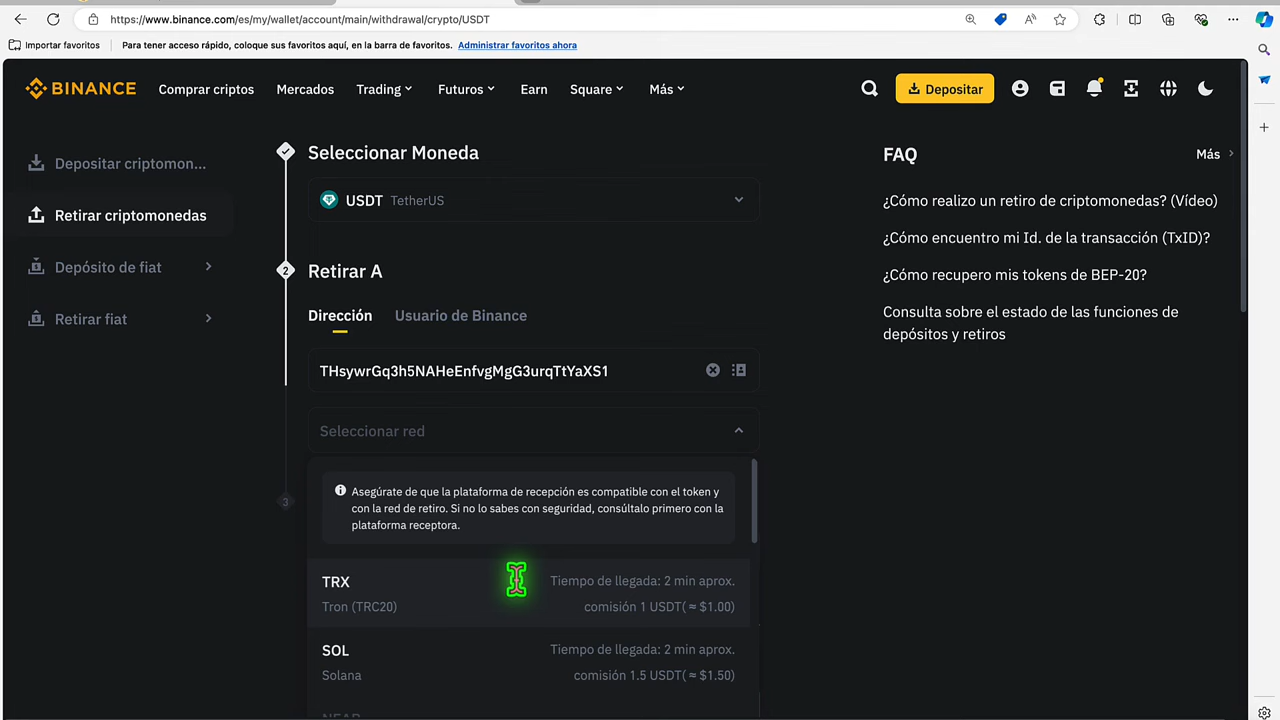 https://www.binance.com/es/my/wallet/account/main/withdrawal/crypto/USDT
Importar favoritos
Para tener acceso rápido, coloque sus favoritos aquí, en la barra de favoritos. Administrar favoritos ahora
BINANCE Comprar criptos Mercados Trading Futuros Earn Square Más Depositar
Depositar criptomon...
Retirar criptomonedas
Depósito de fiat
Retirar fiat
Seleccionar Moneda
USDT TetherUS
2 Retirar A
Dirección Usuario de Binance
THsywrGq3h5NAHeEnfvgMgG3urqTtYaXS1
Seleccionar red
3
Asegúrate de que la plataforma de recepción es compatible con el token y
con la red de retiro. Si no lo sabes con seguridad, consúltalo primero con la
plataforma receptora.
TRX Tiempo de llegada: 2 min aprox.
Tron (TRC20) comisión 1 USDT( ≈ $1.00)
SOL Tiempo de llegada: 2 min aprox.
Solana comisión 1.5 USDT( ≈ $1.50)
FAQ Más
¿Cómo realizo un retiro de criptomonedas? (Vídeo)
¿Cómo encuentro mi Id. de la transacción (TxID)?
¿Cómo recupero mis tokens de BEP-20?
Consulta sobre el estado de las funciones de
depósitos y retiros